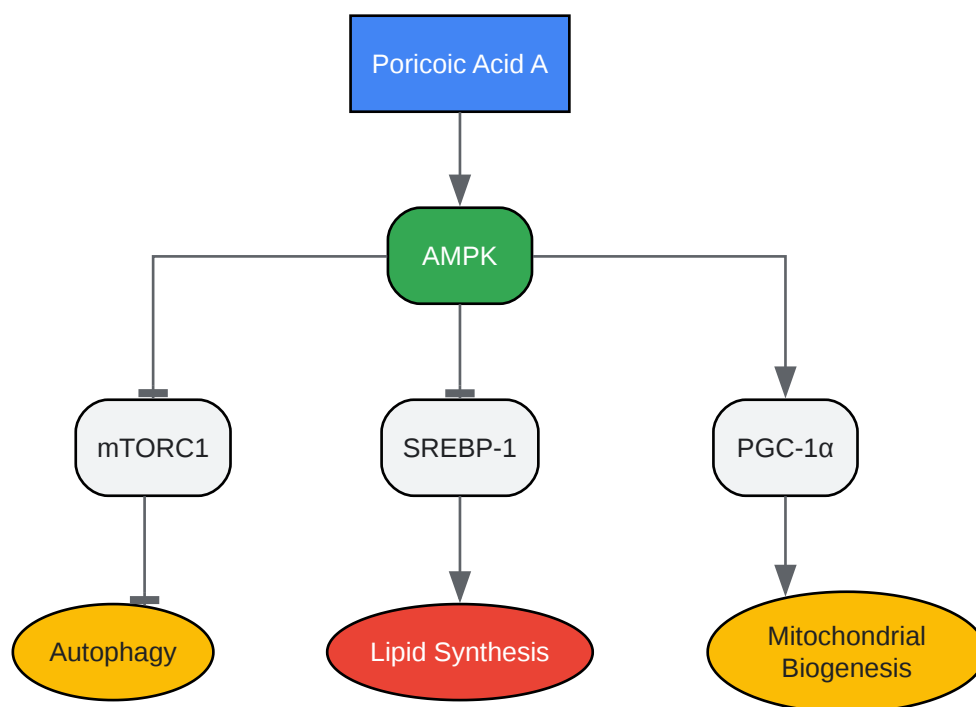 Poricoic Acid A
AMPK
mTORC1
SREBP-1
PGC-1α
Autophagy
Lipid Synthesis
Mitochondrial
Biogenesis